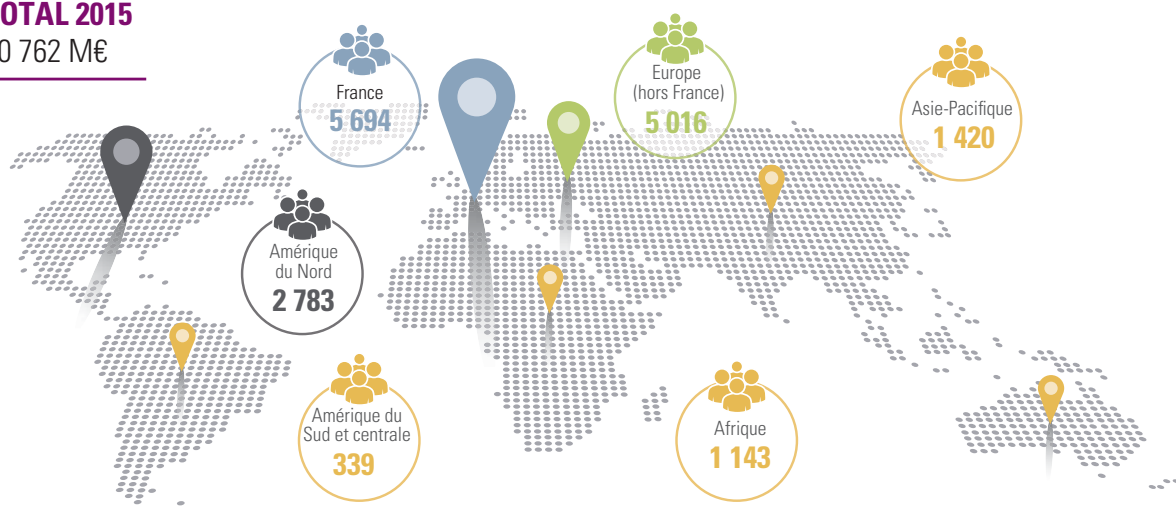 OTAL 2015
0 762 M€
France
5 694
Europe
(hors France)
5 016
Asie-Pacifique
1 420
Amérique
du Nord
2 783
Amérique du
Sud et centrale
339
Afrique
1 143